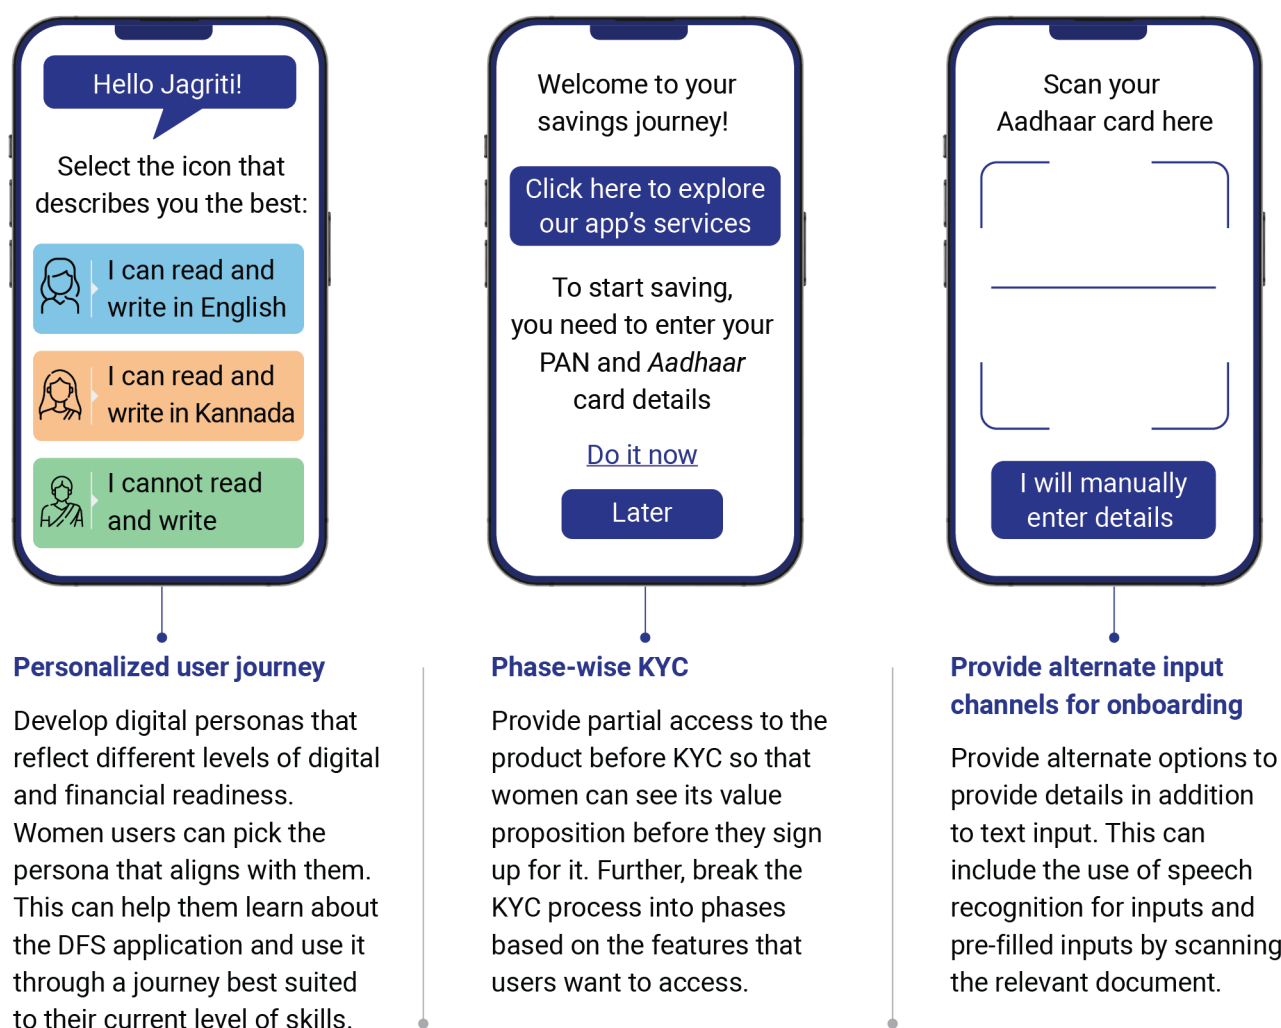 Hello Jagriti!
Select the icon that
describes you the best:
I can read and
write in English
I can read and
write in Kannada
I cannot read
and write
Personalized user journey
Develop digital personas that
reflect different levels of digital
and financial readiness.
Women users can pick the
persona that aligns with them.
This can help them learn about
the DFS application and use it
through a journey best suited
to their current level of skills.
Welcome to your
savings journey!
Click here to explore
our app’s services
To start saving,
you need to enter your
PAN and Aadhaar
card details
Do it now
Later
Phase-wise KYC
Provide partial access to the
product before KYC so that
women can see its value
proposition before they sign
up for it. Further, break the
KYC process into phases
based on the features that
users want to access.
Scan your
Aadhaar card here
I will manually
enter details
Provide alternate input
channels for onboarding
Provide alternate options to
provide details in addition
to text input. This can
include the use of speech
recognition for inputs and
pre-filled inputs by scanning
the relevant document.